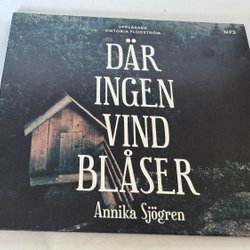 UPPLÄSARE
VIKTORIA FLODSTRÖM
MP3
DÄR
INGEN
VIND
BLÅSER
Annika Sjögren